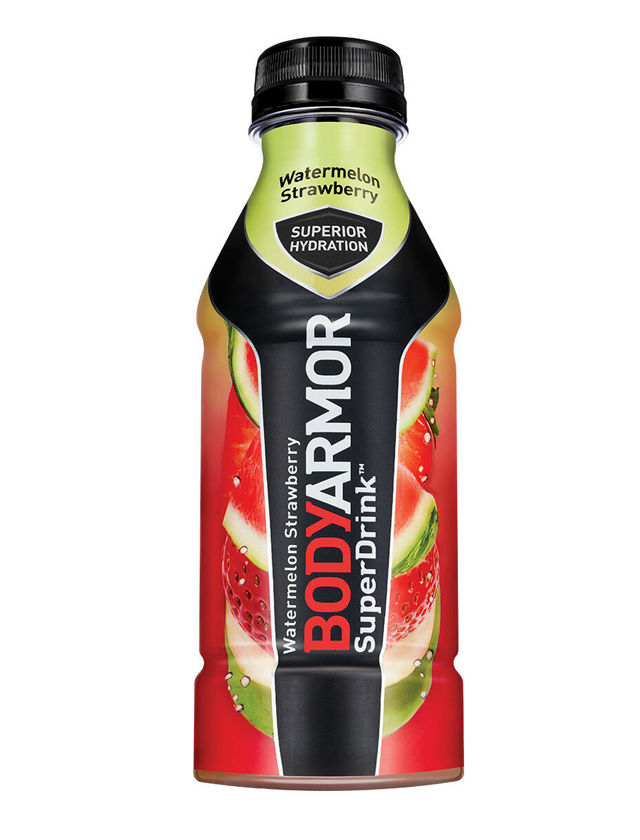 Watermelon
Strawberry
SUPERIOR
HYDRATION
Watermelon Strawberry
BODYARMOR
SuperDrink™